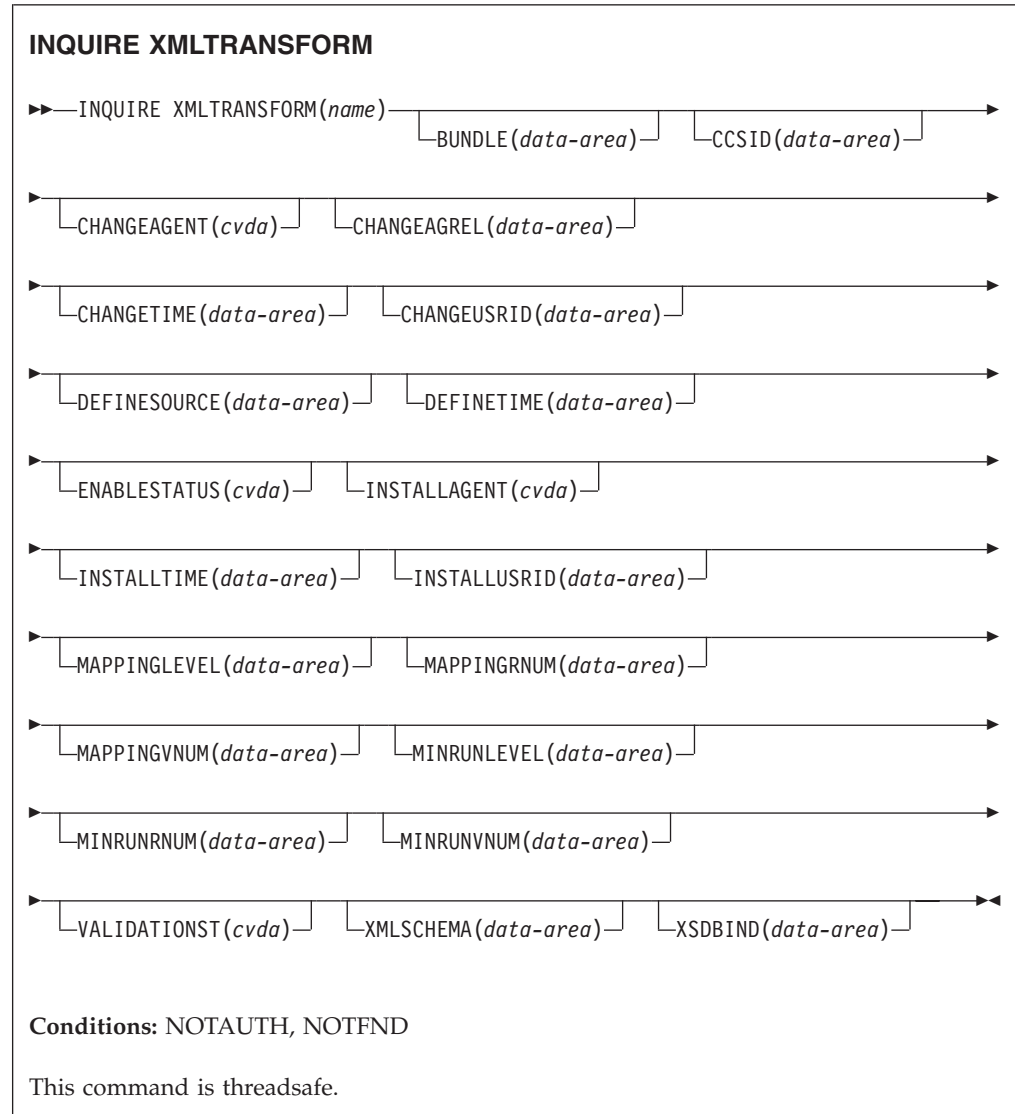 INQUIRE XMLTRANSFORM
INQUIRE XMLTRANSFORM(name)
BUNDLE(data-area) CCSID(data-area)
CHANGEAGENT(cvda) CHANGEAGREL(data-area)
CHANGETIME(data-area) CHANGEUSRID(data-area)
DEFINESOURCE(data-area) DEFINETIME(data-area)
ENABLESTATUS(cvda) INSTALLAGENT(cvda)
INSTALLTIME(data-area) INSTALLUSRID(data-area)
MAPPINGLEVEL(data-area) MAPPINGRNUM(data-area)
MAPPINGVNUM(data-area) MINRUNLEVEL(data-area)
MINRUNRNUM(data-area) MINRUNVNUM(data-area)
VALIDATIONST(cvda) XMLSCHEMA(data-area) XSDBIND(data-area)
Conditions: NOTAUTH, NOTFND
This command is threadsafe.